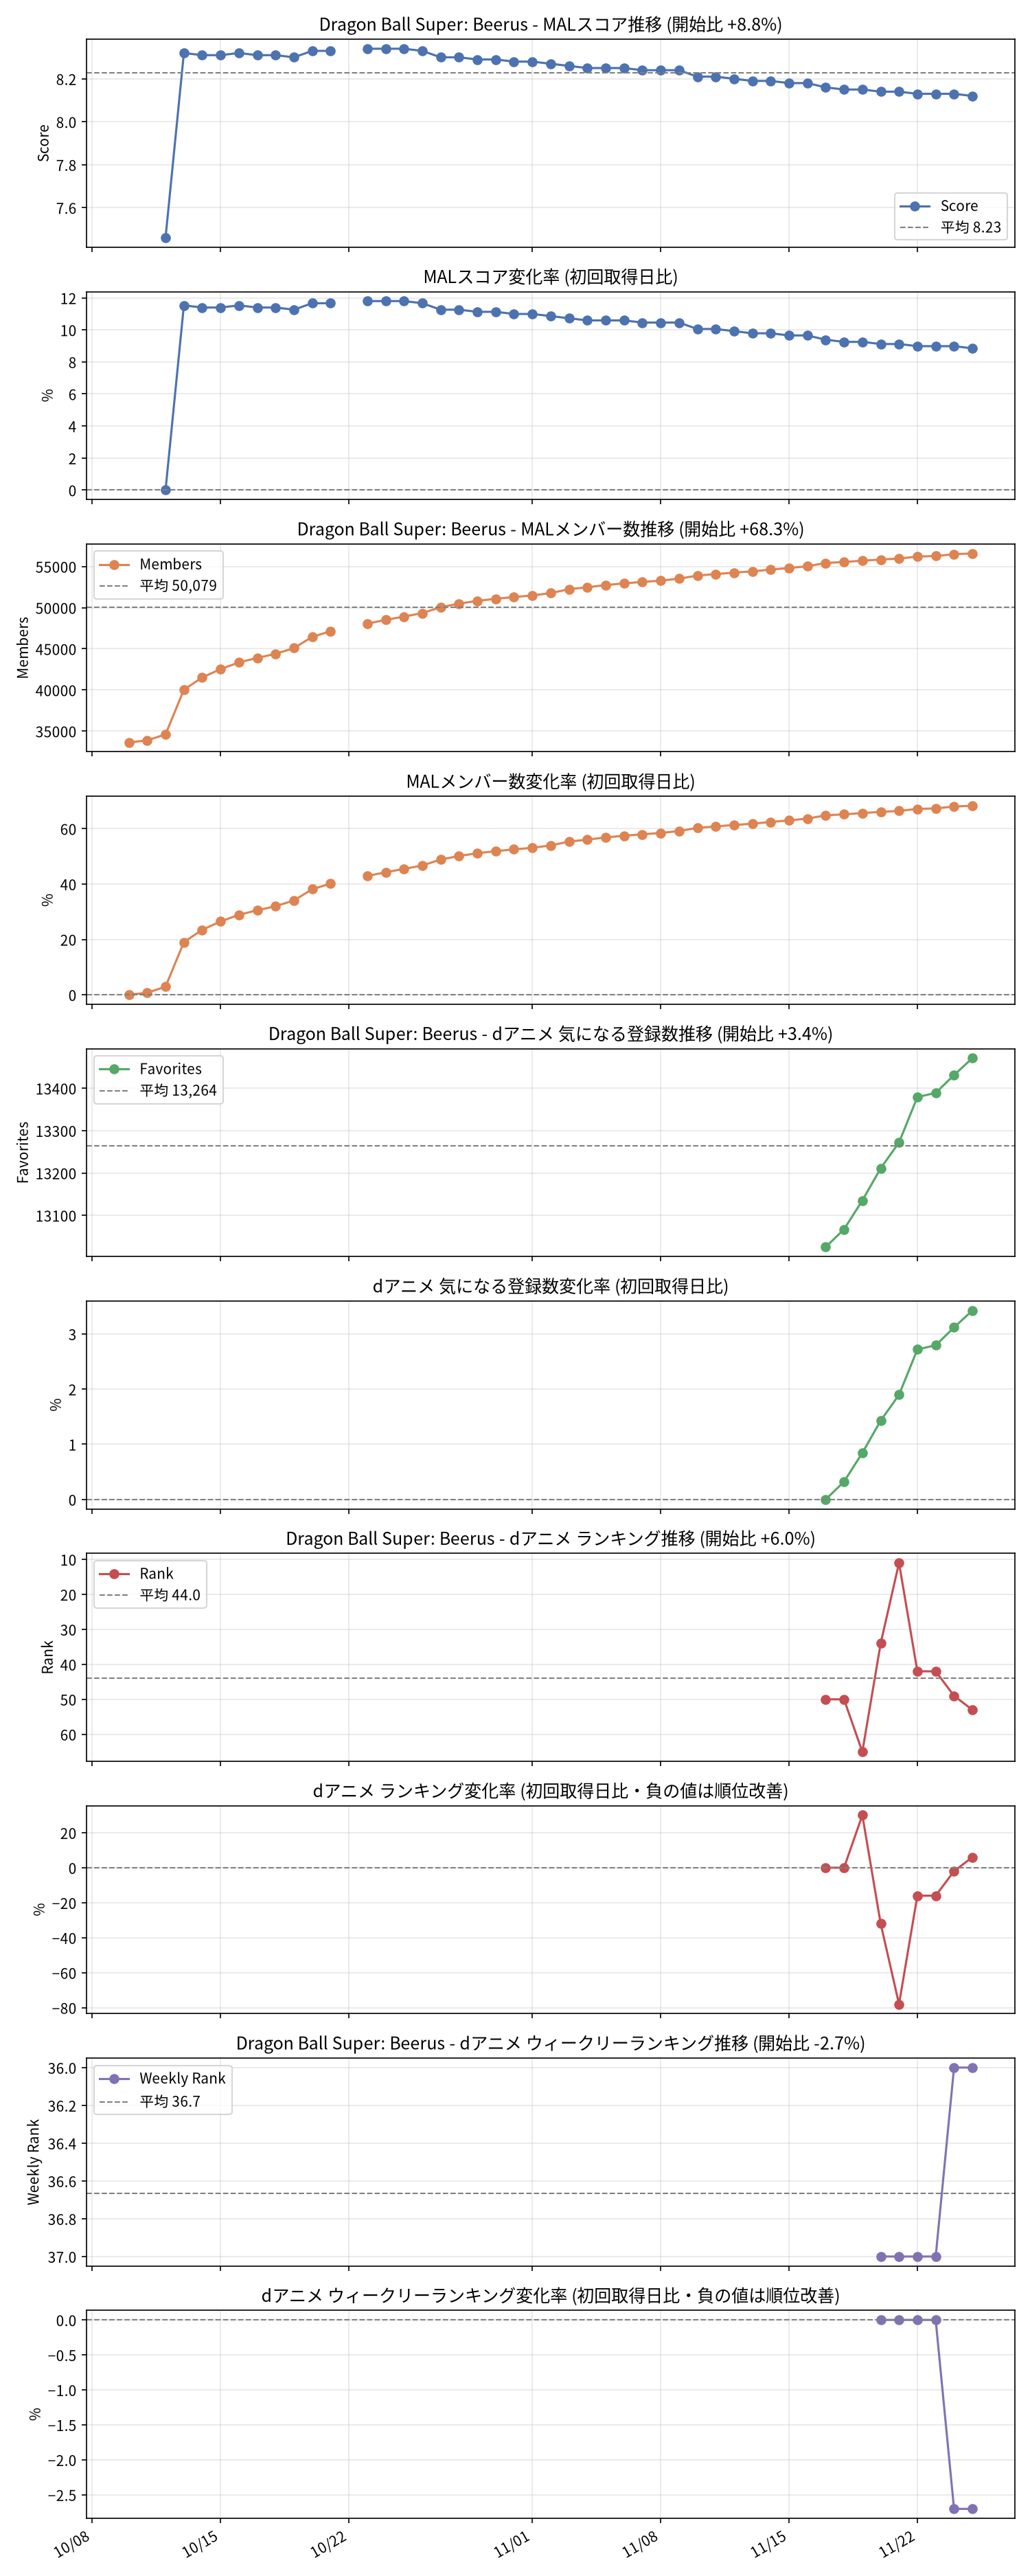 Dragon Ball Super: Beerus - MALスコア推移 (開始比 +8.8%)
8.2
8.0
7.8
7.6
Score
Score
平均 8.23
MALスコア変化率 (初回取得日比)
12
10
8
6
4
2
0
%
Dragon Ball Super: Beerus - MALメンバー数推移 (開始比 +68.3%)
55000
50000
45000
40000
35000
Members
Members
平均 50,079
MALメンバー数変化率 (初回取得日比)
60
40
20
0
%
Dragon Ball Super: Beerus - dアニメ 気になる登録数推移 (開始比 +3.4%)
13400
13300
13200
13100
Favorites
Favorites
平均 13,264
dアニメ 気になる登録数変化率 (初回取得日比)
3
2
1
0
%
Dragon Ball Super: Beerus - dアニメ ランキング推移 (開始比 +6.0%)
10
20
30
40
50
60
Rank
Rank
平均 44.0
dアニメ ランキング変化率 (初回取得日比・負の値は順位改善)
20
0
−20
−40
−60
−80
%
Dragon Ball Super: Beerus - dアニメ ウィークリーランキング推移 (開始比 -2.7%)
36.0
36.2
36.4
36.6
36.8
37.0
Weekly Rank
Weekly Rank
平均 36.7
dアニメ ウィークリーランキング変化率 (初回取得日比・負の値は順位改善)
0.0
−0.5
−1.0
−1.5
−2.0
−2.5
%
10/08
10/15
10/22
11/01
11/08
11/15
11/22